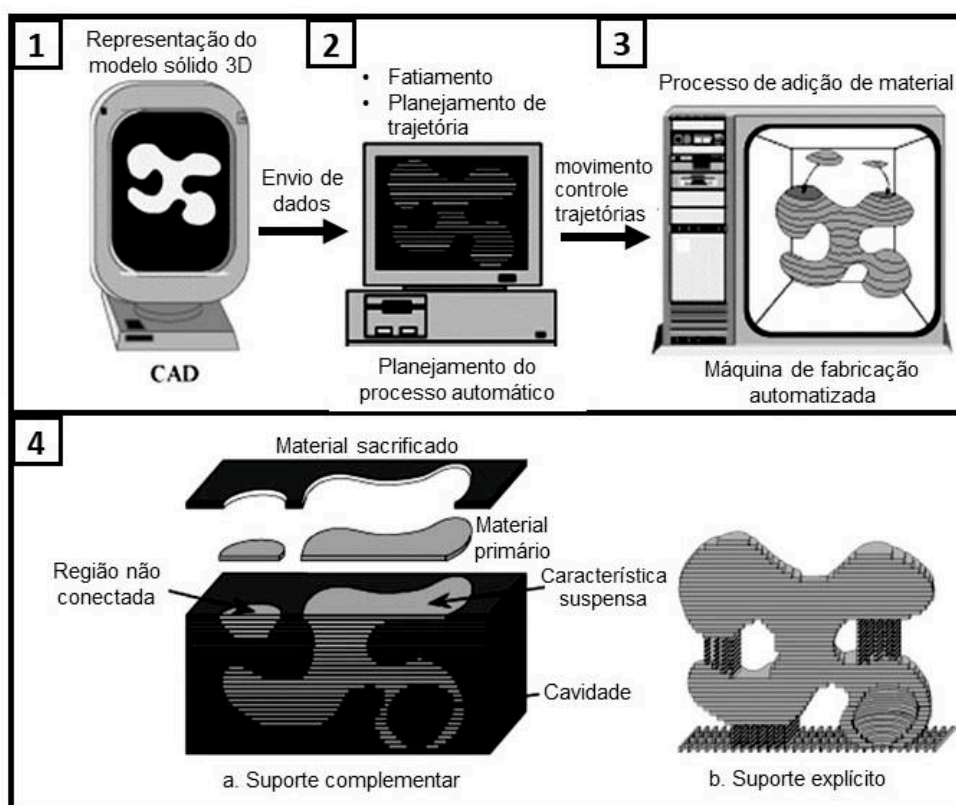 1
Representação do
modelo sólido 3D
CAD
Envio de
dados
2
• Fatiamento
• Planejamento de
trajetória
Planejamento do
processo automático
movimento
controle
trajetórias
3
Processo de adição de material
Máquina de fabricação
automatizada
4
Material sacrificado
Material
primário
Região não
conectada
Característica
suspensa
Cavidade
a. Suporte complementar
b. Suporte explícito